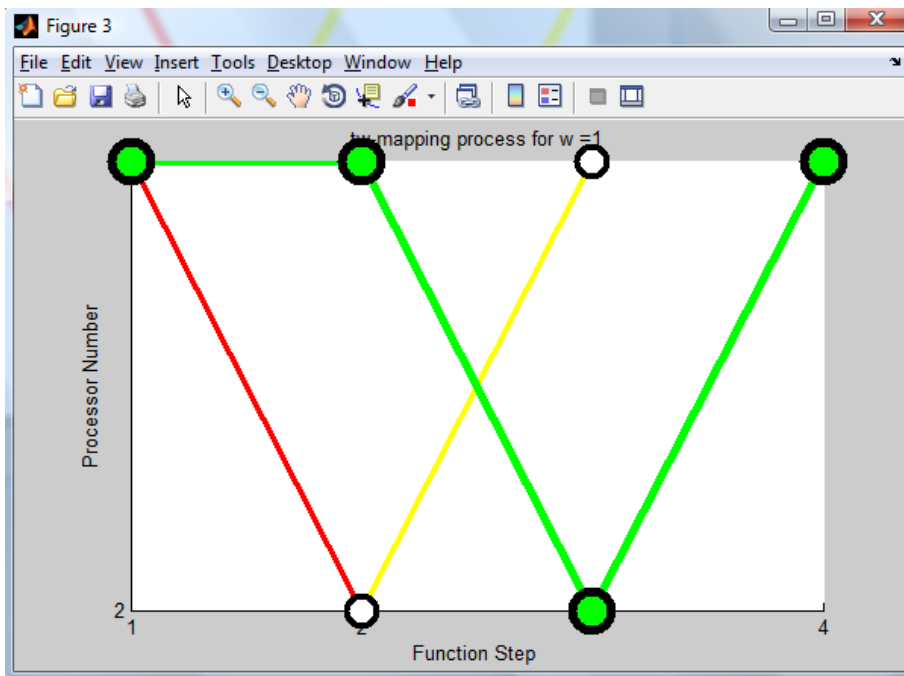 Figure 3
File Edit View Insert Tools Desktop Window Help
tw-mapping process for w =1
Processor Number
2
1 2 4
Function Step